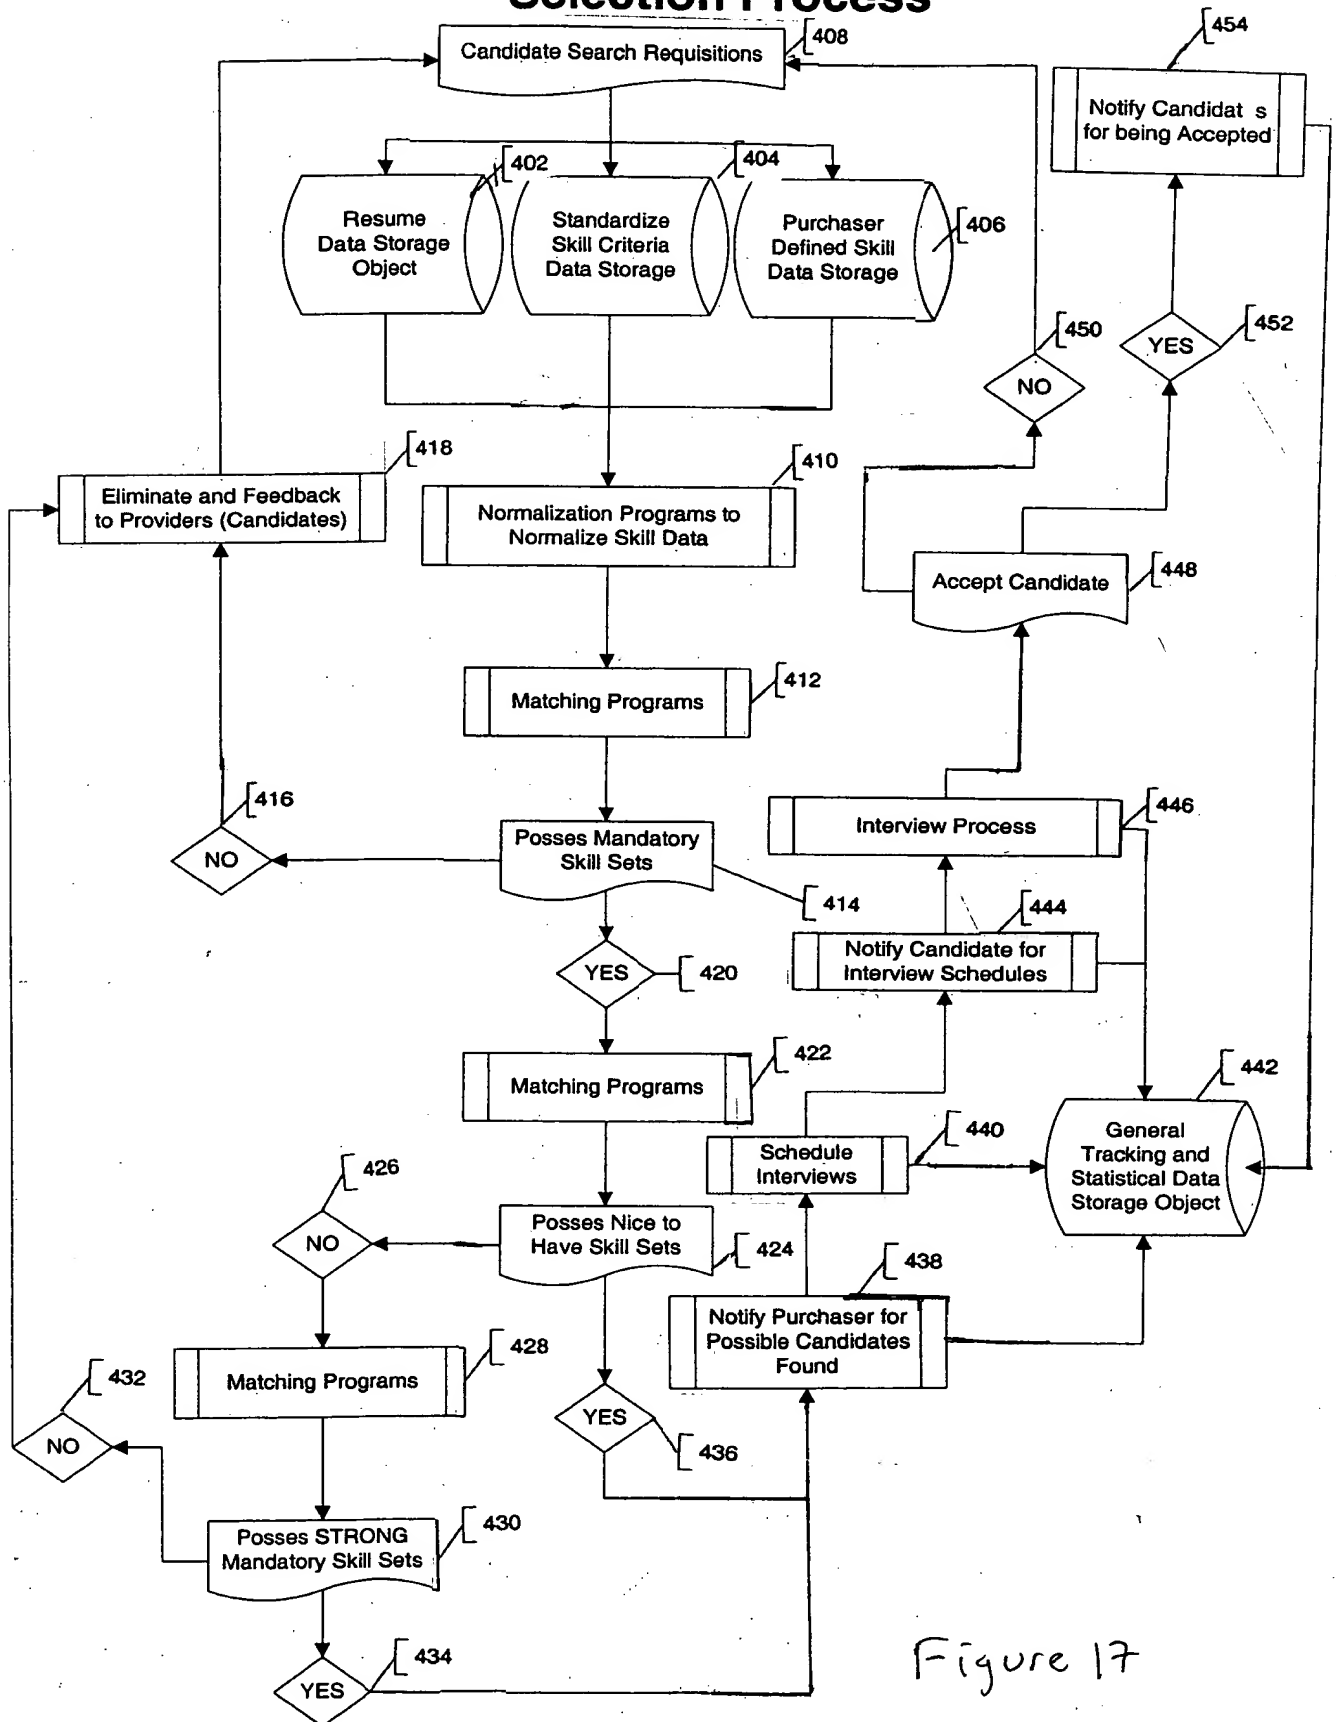 Selection Process
408
Candidate Search Requisitions
454
Notify Candidat s
for being Accepted
402
404
406
Resume
Data Storage
Object
Standardize
Skill Criteria
Data Storage
Purchaser
Defined Skill
Data Storage
450
NO
452
YES
418
Eliminate and Feedback
to Providers (Candidates)
410
Normalization Programs to
Normalize Skill Data
448
Accept Candidate
412
Matching Programs
416
NO
Posses Mandatory
Skill Sets
414
446
Interview Process
444
Notify Candidate for
Interview Schedules
YES
420
422
Matching Programs
442
General
Tracking and
Statistical Data
Storage Object
440
Schedule
Interviews
426
NO
Posses Nice to
Have Skill Sets
424
438
Notify Purchaser for
Possible Candidates
Found
428
Matching Programs
432
NO
YES
436
430
Posses STRONG
Mandatory Skill Sets
434
YES
Figure 17